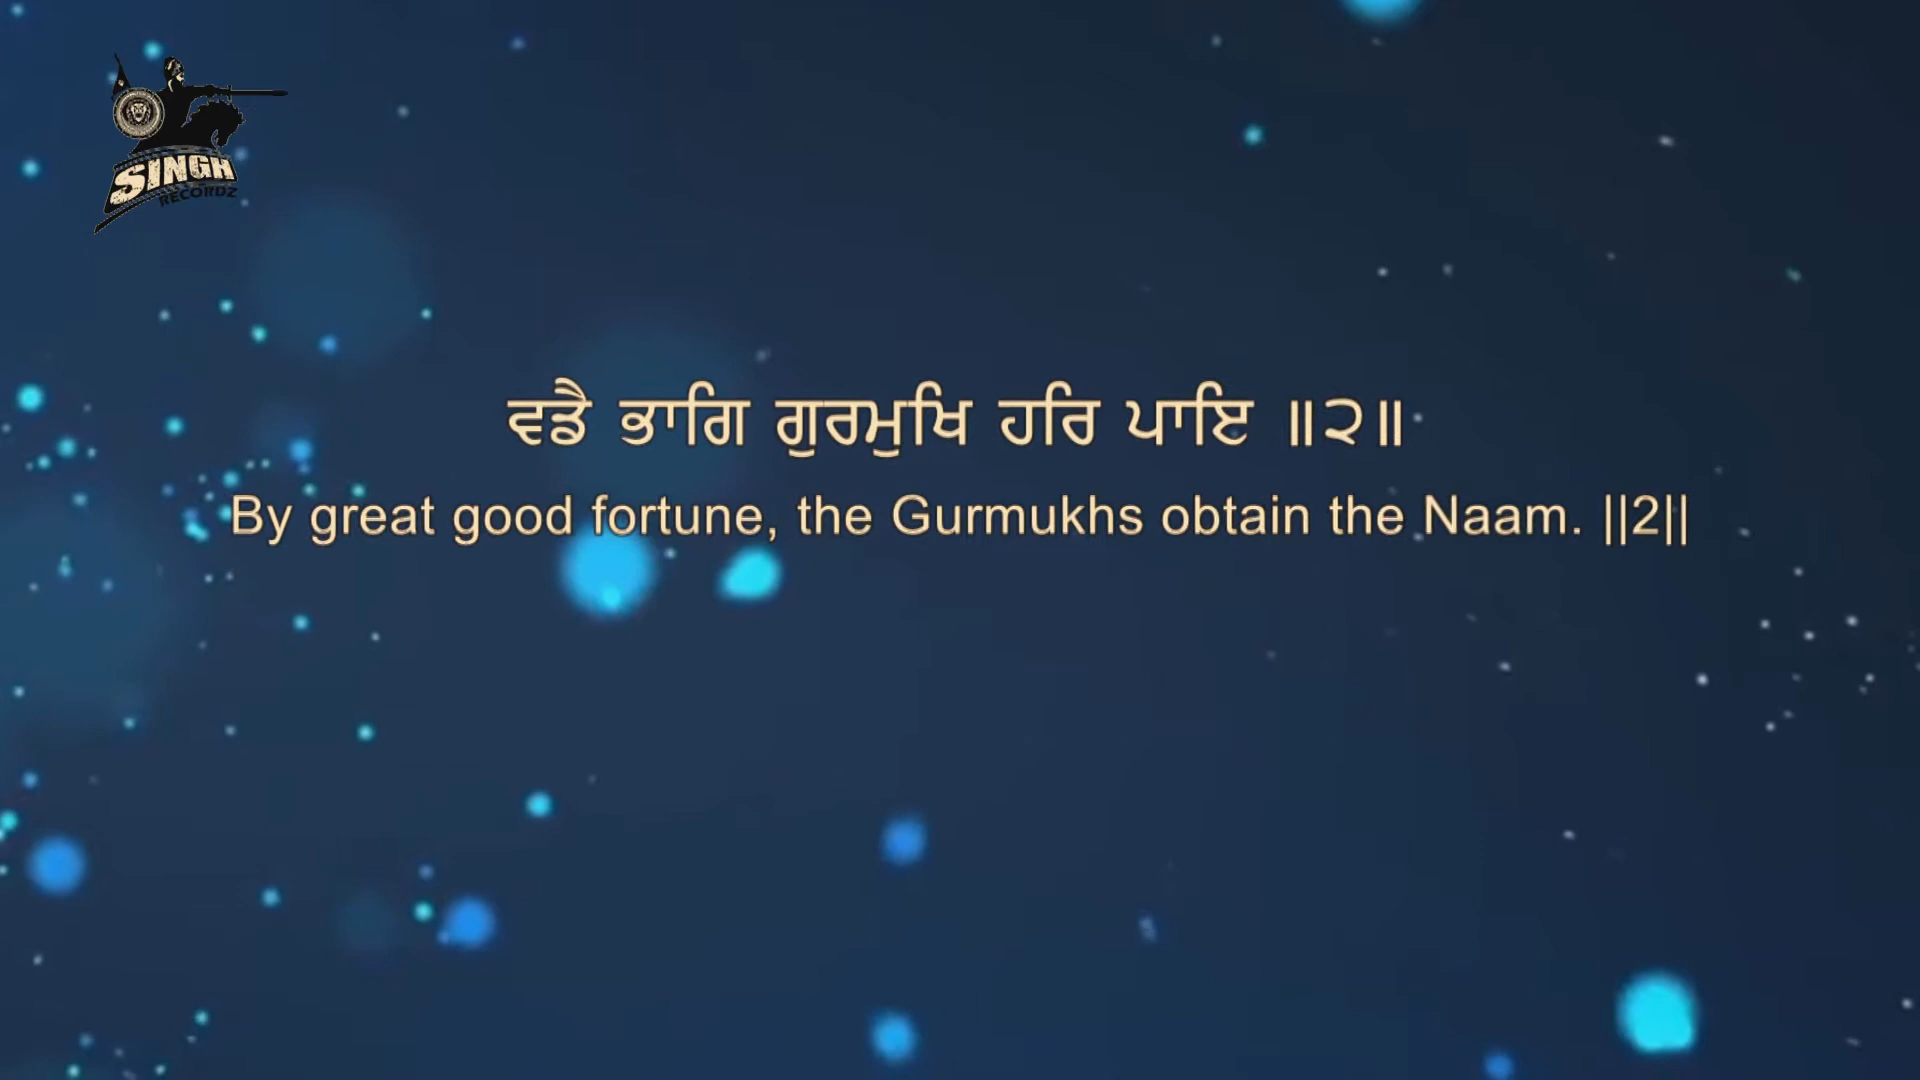 SINGH
RECORDZ
ਵਡੈ ਭਾਗਿ ਗੁਰਮੁਖਿ ਹਰਿ ਪਾਇ ॥੨॥
By great good fortune, the Gurmukhs obtain the Naam. ||2||